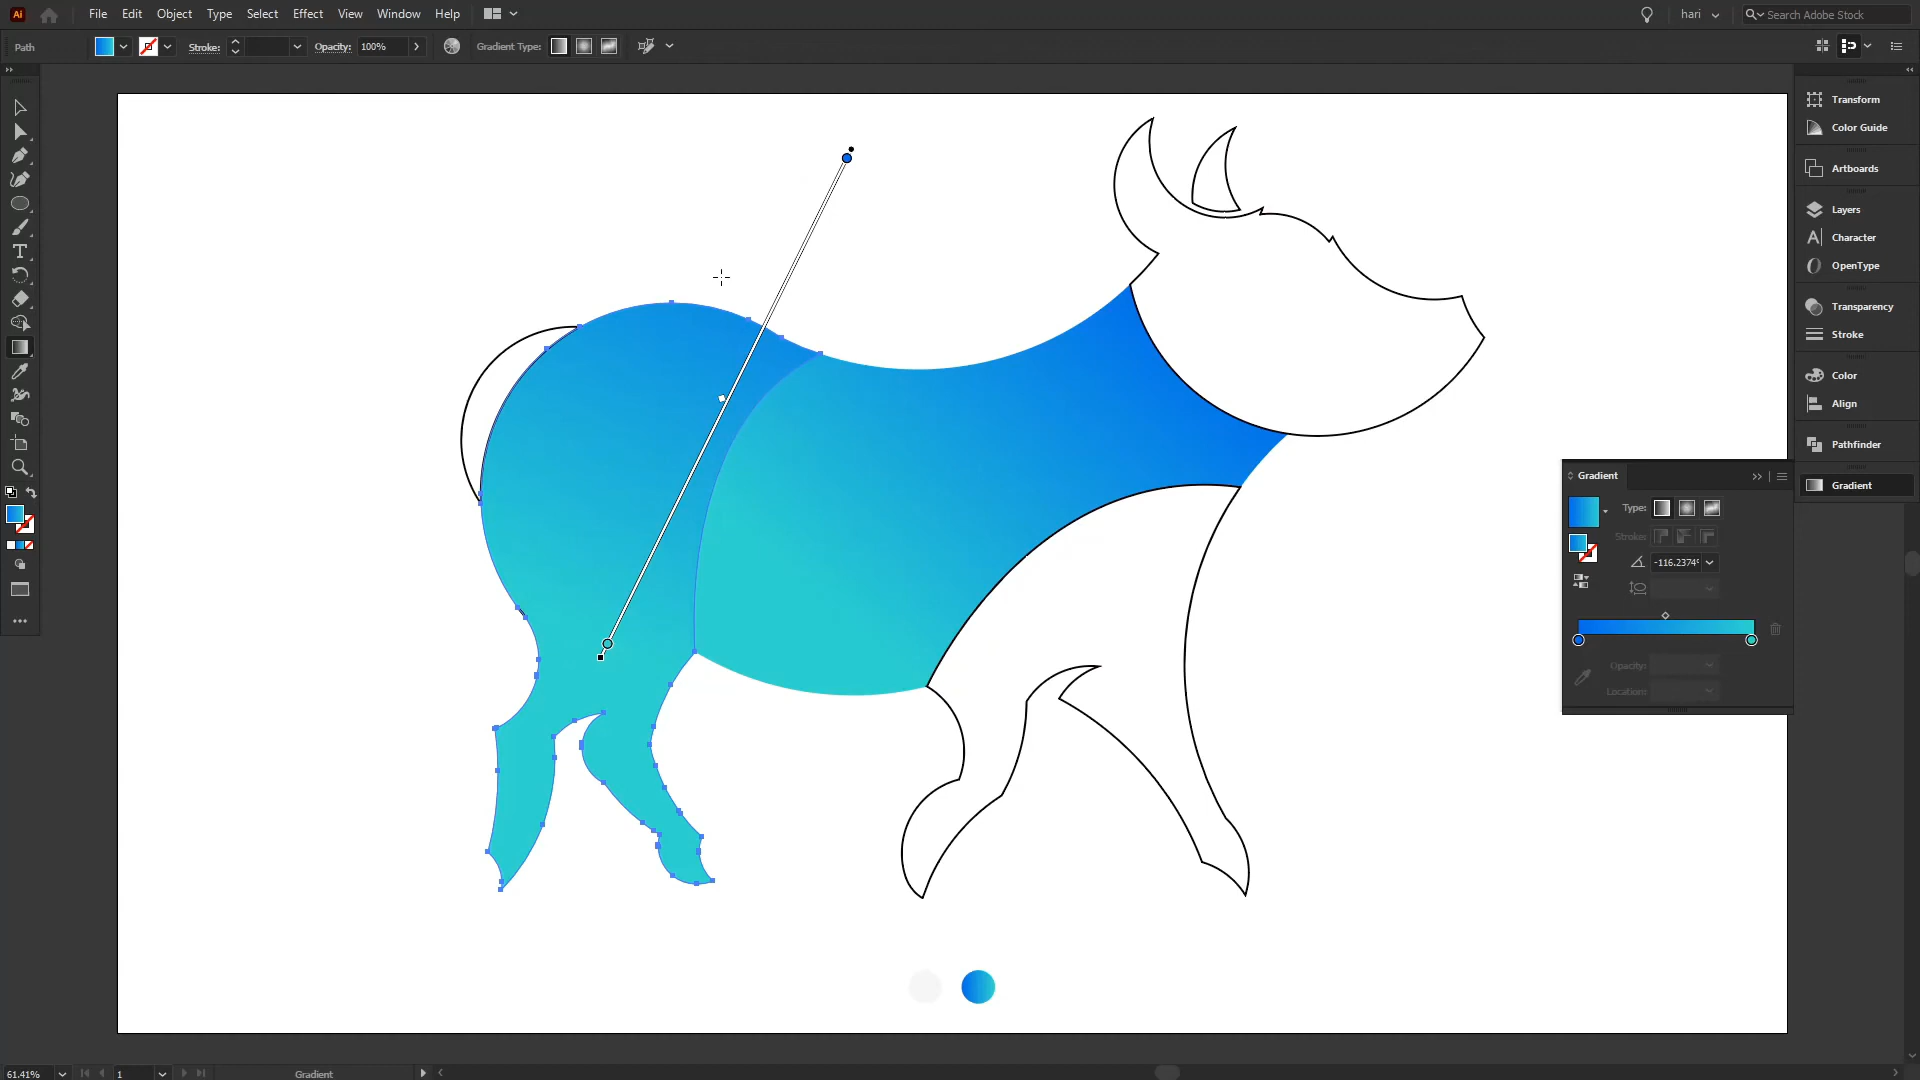 Ai File Edit Object Type Select Effect View Window Help hari Search Adobe Stock
Path Stroke: Opacity: 100% Gradient Type:
Transform
Color Guide
Artboards
Layers
Character
OpenType
Transparency
Stroke
Color
Align
Pathfinder
Gradient
Gradient
Type:
Stroke:
-116.2374°
Opacity:
Location:
61.41% 1 Gradient